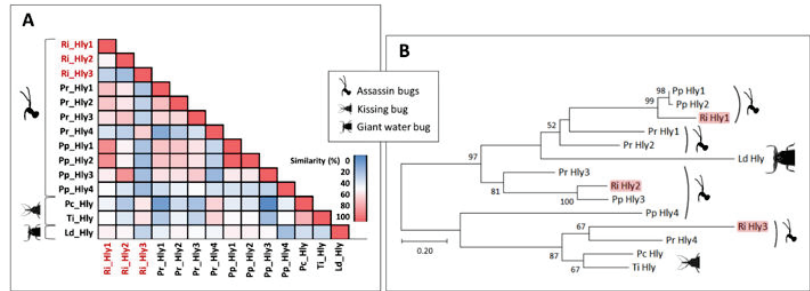 A
Ri_Hly1
Ri_Hly2
Ri_Hly3
Pr_Hly1
Pr_Hly2
Pr_Hly3
Pr_Hly4
Pp_Hly1
Pp_Hly2
Pp_Hly3
Pp_Hly4
Pc_Hly
Ti_Hly
Ld_Hly
Ri_Hly1
Ri_Hly2
Ri_Hly3
Pr_Hly1
Pr_Hly2
Pr_Hly3
Pr_Hly4
Pp_Hly1
Pp_Hly2
Pp_Hly3
Pp_Hly4
Pc_Hly
Ti_Hly
Ld_Hly
Similarity (%)
0
20
40
60
80
100
Assassin bugs
Kissing bug
Giant water bug
B
98
Pp Hly1
99
Pp Hly2
Ri Hly1
52
Pr Hly1
Pr Hly2
97
Ld Hly
Pr Hly3
81
Ri Hly2
100
Pp Hly3
Pp Hly4
67
Ri Hly3
Pr Hly4
87
Pc Hly
67
Ti Hly
0.20